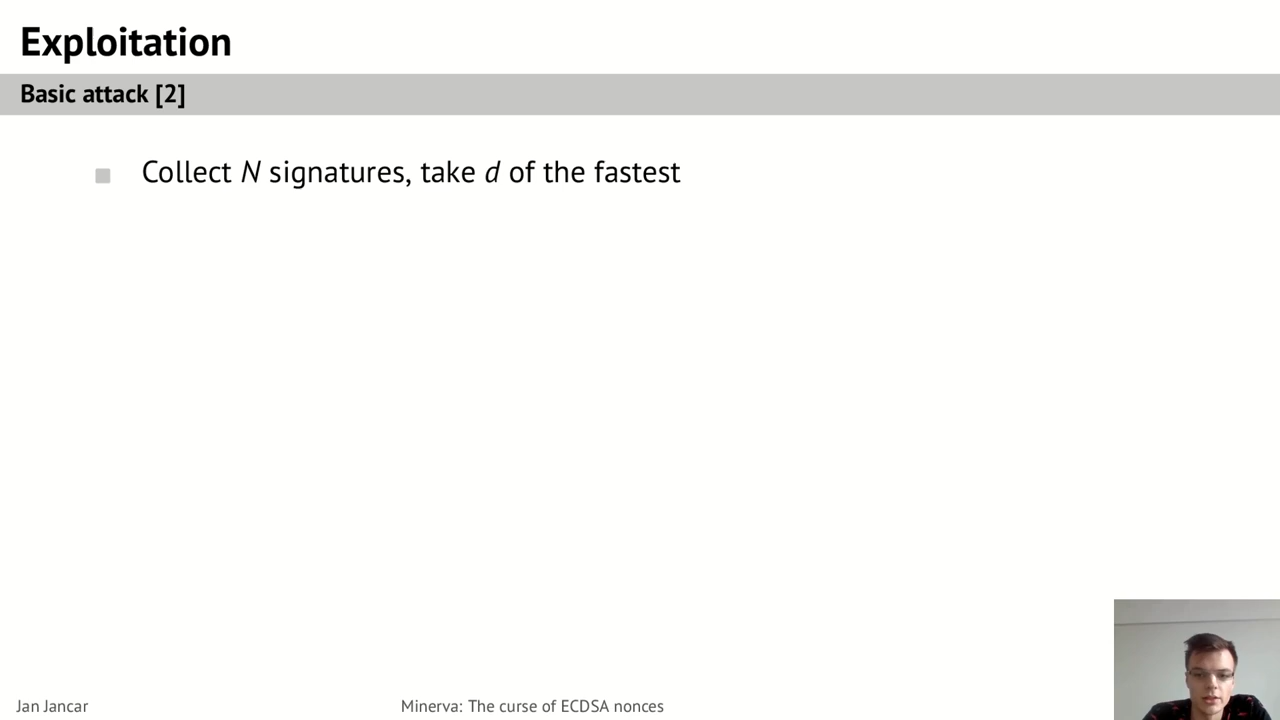 Exploitation
Basic attack [2]
Collect N signatures, take d of the fastest
Jan Jancar
Minerva: The curse of ECDSA nonces